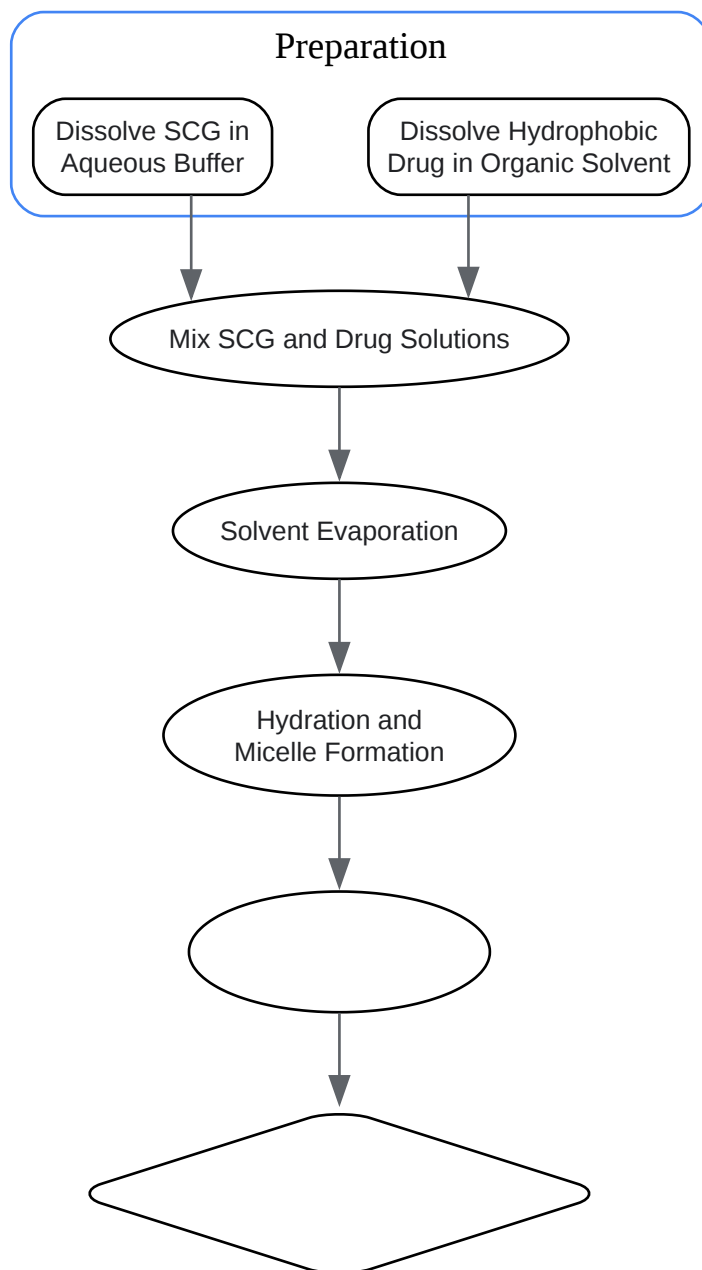 Preparation
Dissolve SCG in
Aqueous Buffer
Dissolve Hydrophobic
Drug in Organic Solvent
Mix SCG and Drug Solutions
Solvent Evaporation
Hydration and
Micelle Formation